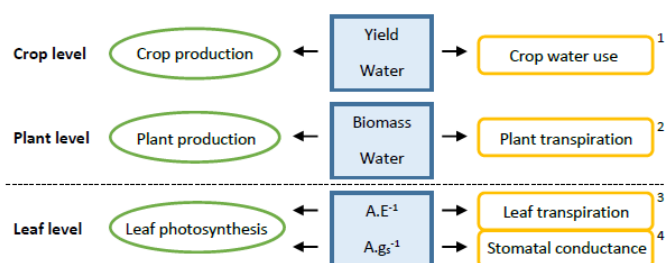 Crop level Crop production Yield Water Crop water use 1
Plant level Plant production Biomass Water Plant transpiration 2
Leaf level Leaf photosynthesis A.E⁻¹ Leaf transpiration 3
A.gₛ⁻¹ Stomatal conductance 4